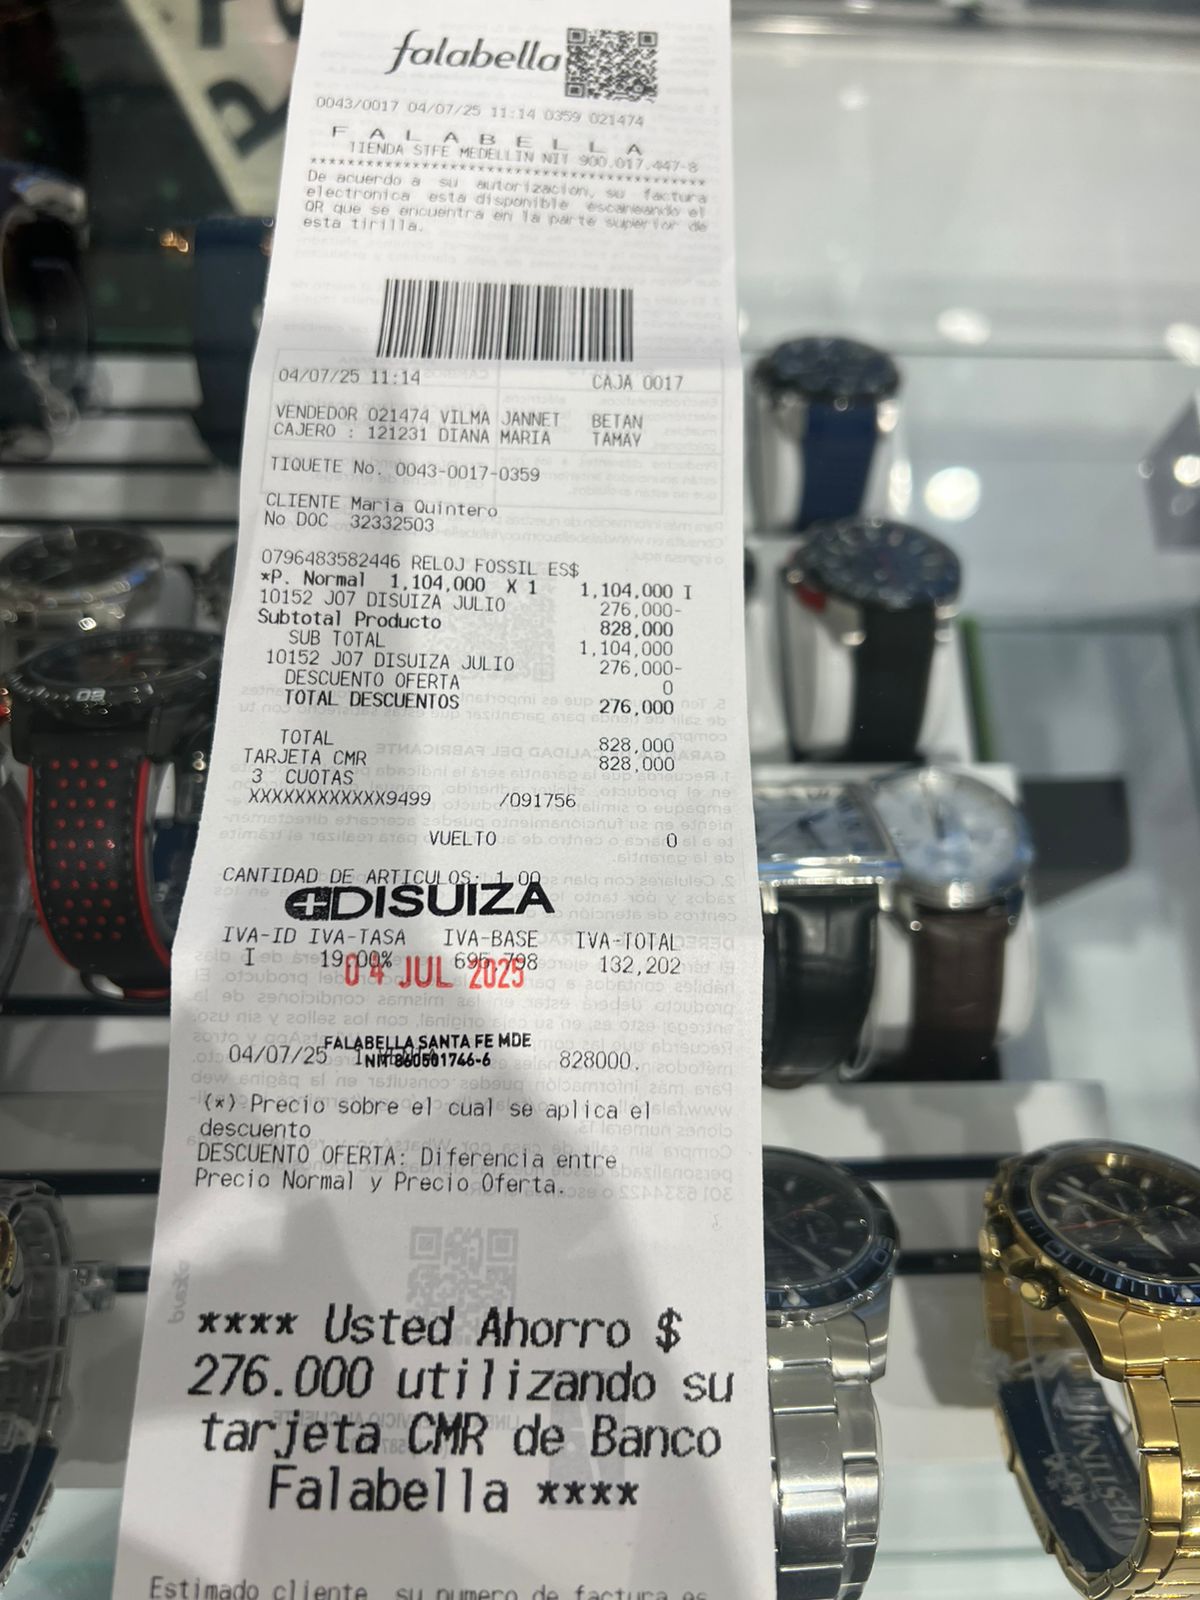 falabella
0043/0017 04/07/25 11:14 0359 021474
F A L A B E L L A
TIENDA STFE MEDELLIN NIT 900.017.447-8
****************************************
De acuerdo a su autorizacion, su factura
electronica esta disponible escaneando el
QR que se encuentra en la parte superior de
esta tirilla.
04/07/25 11:14 CAJA 0017
VENDEDOR 021474 VILMA JANNET BETAN
CAJERO : 121231 DIANA MARIA TAMAY
TIQUETE No. 0043-0017-0359
CLIENTE Maria Quintero
No DOC 32332503
0796483582446 RELOJ FOSSIL ES$
*P. Normal 1,104,000 X 1 1,104,000 I
10152 J07 DISUIZA JULIO 276,000-
Subtotal Producto 828,000
SUB TOTAL 1,104,000
10152 J07 DISUIZA JULIO 276,000-
DESCUENTO OFERTA 0
TOTAL DESCUENTOS 276,000
TOTAL 828,000
TARJETA CMR 828,000
3 CUOTAS
XXXXXXXXXXXX9499 /091756
VUELTO 0
CANTIDAD DE ARTICULOS: 1.00
DISUIZA
IVA-ID IVA-TASA IVA-BASE IVA-TOTAL
I 19.00% 695,798 132,202
04 JUL 2025
FALABELLA SANTA FE MDE
04/07/25 828000.
NIT 860501746-6
(*) Precio sobre el cual se aplica el
descuento
DESCUENTO OFERTA: Diferencia entre
Precio Normal y Precio Oferta.
**** Usted Ahorro $
276.000 utilizando su
tarjeta CMR de Banco
Falabella ****
Estimado cliente, su numero de factura es
FESTINA